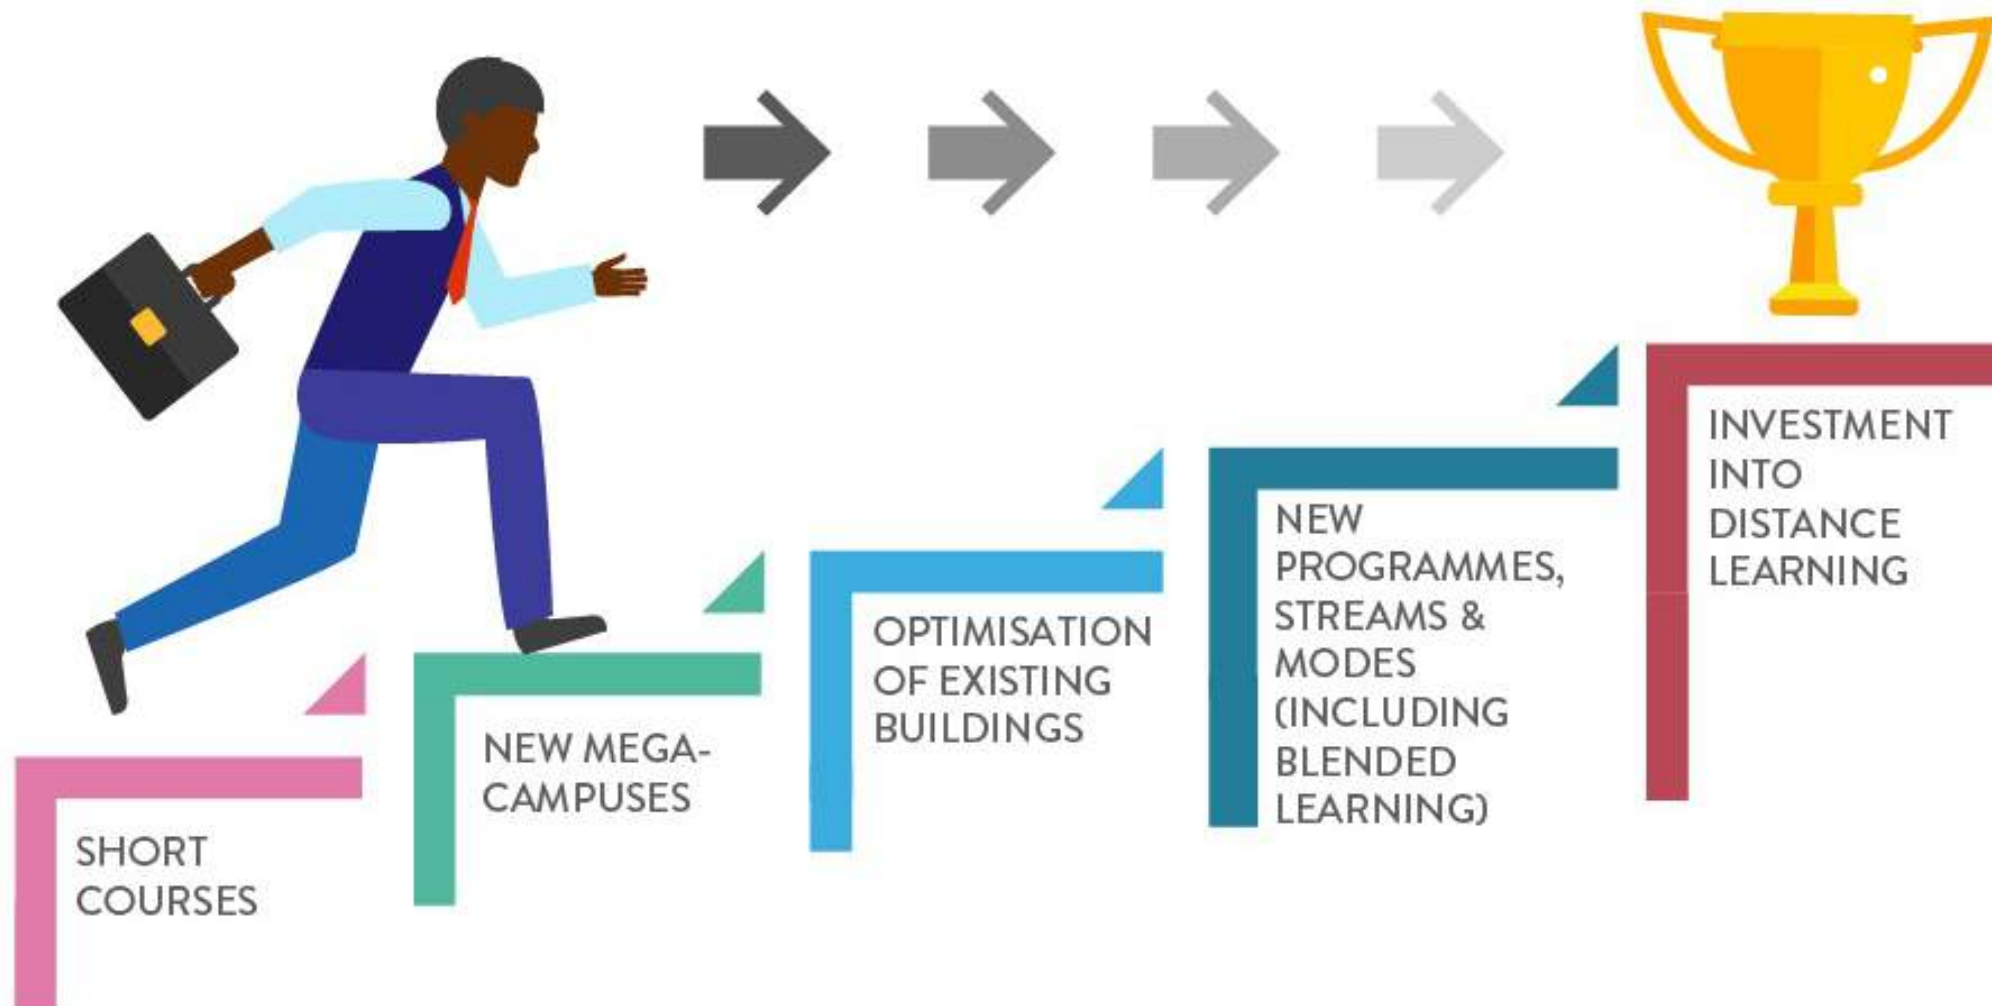 SHORT
COURSES
NEW MEGA-
CAMPUSES
OPTIMISATION
OF EXISTING
BUILDINGS
NEW
PROGRAMMES,
STREAMS &
MODES
(INCLUDING
BLENDED
LEARNING)
INVESTMENT
INTO
DISTANCE
LEARNING